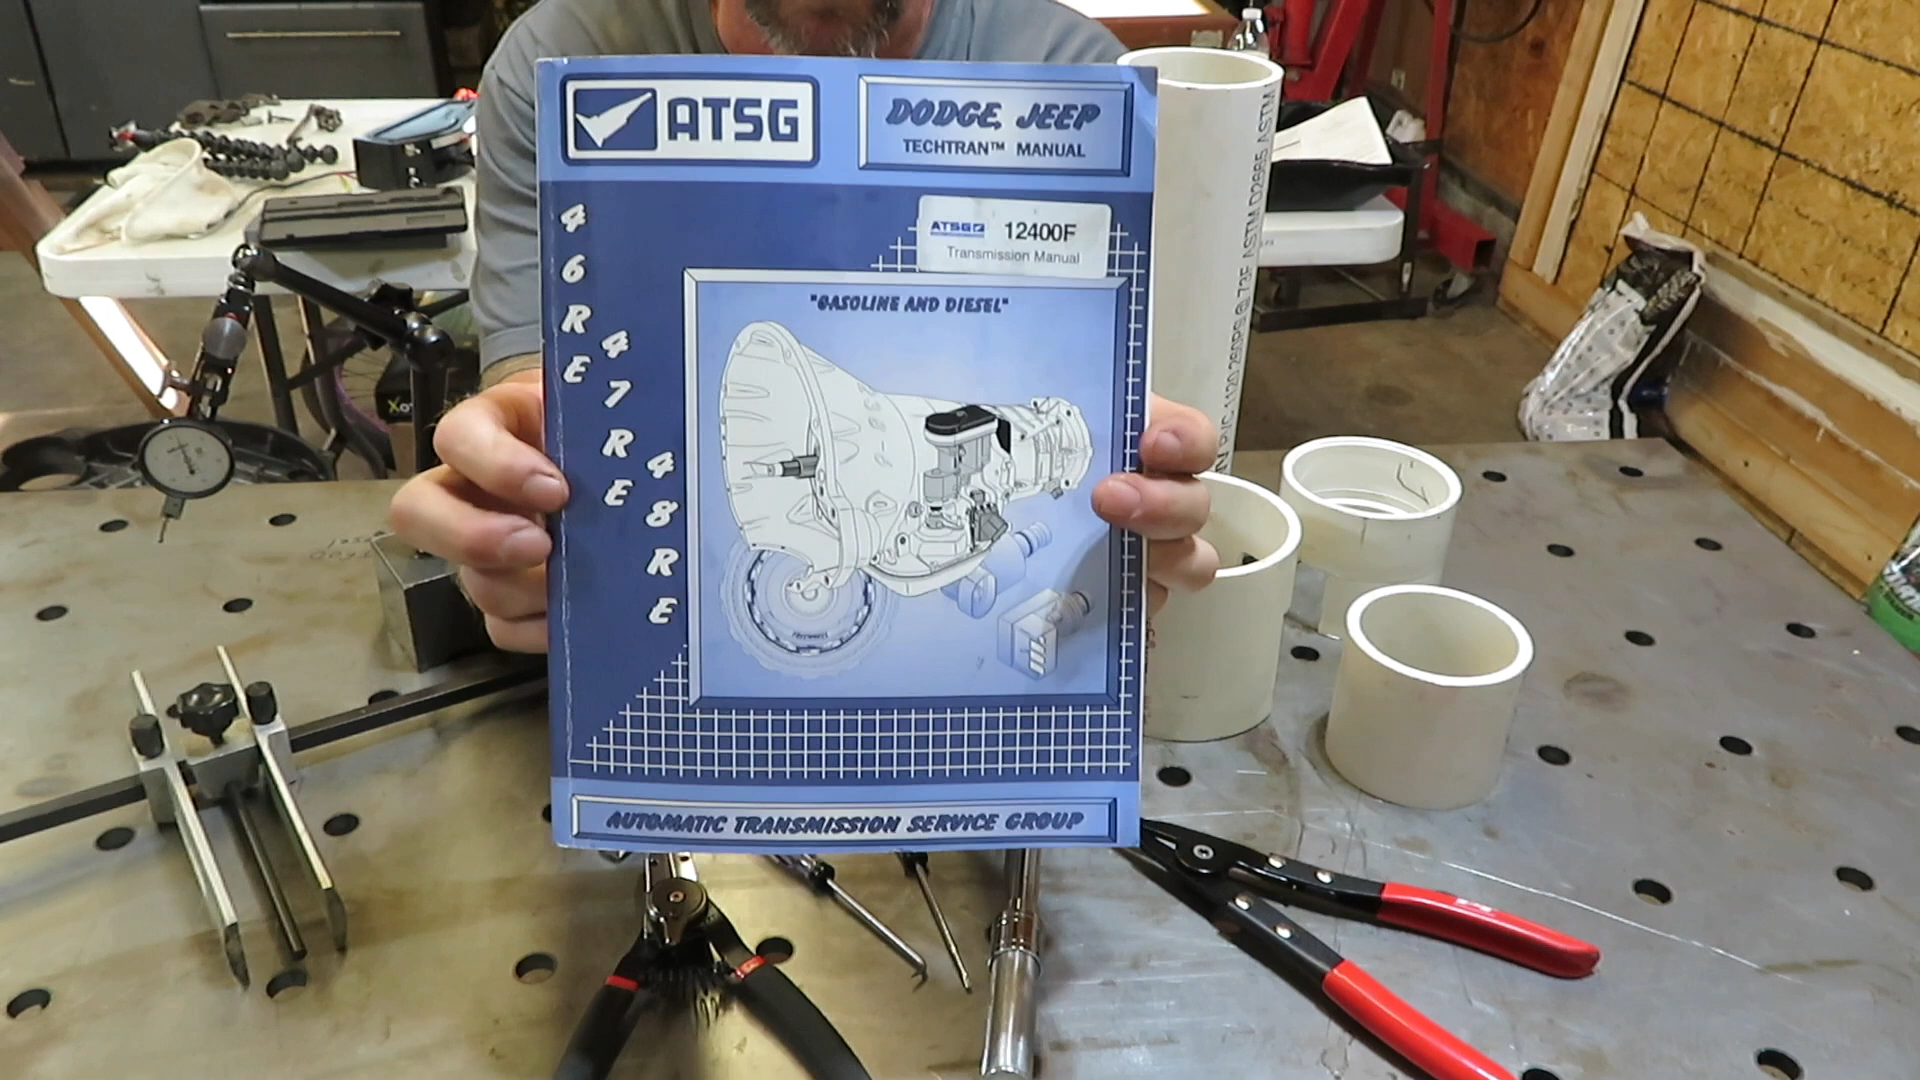 ATSG
DODGE, JEEP
TECHTRAN™ MANUAL
ATSG 12400F
Transmission Manual
46RE
47RE
48RE
"GASOLINE AND DIESEL"
AUTOMATIC TRANSMISSION SERVICE GROUP